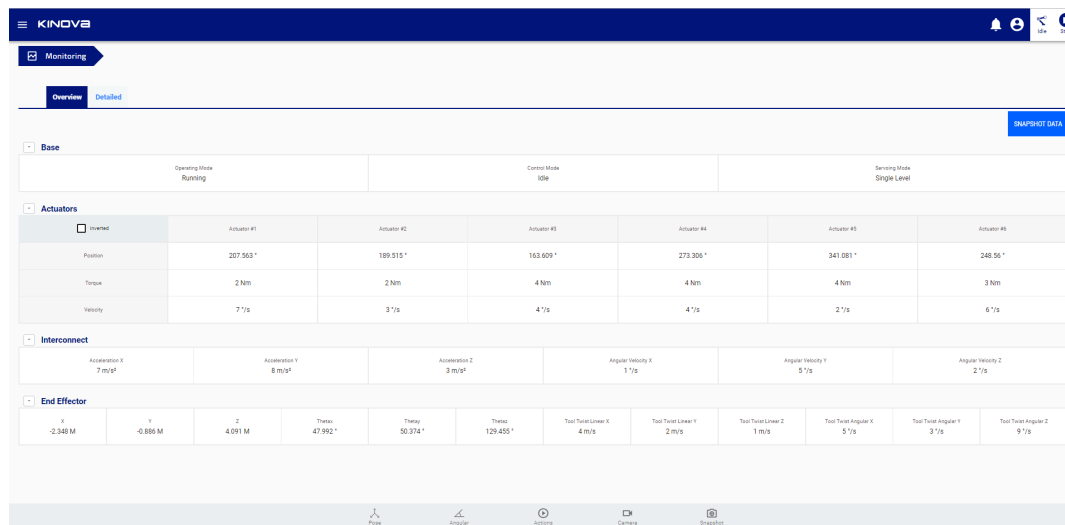 KINOVA
Idle
Monitoring
Overview Detailed
SNAPSHOT DATA
- Base
Operating Mode Control Mode Servoing Mode
Running Idle Single Level
- Actuators
Inverted Actuator #1 Actuator #2 Actuator #3 Actuator #4 Actuator #5 Actuator #6
Position 207.563 ° 189.515 ° 163.609 ° 273.306 ° 341.081 ° 248.56 °
Torque 2 Nm 2 Nm 4 Nm 4 Nm 4 Nm 3 Nm
Velocity 7 °/s 3 °/s 4 °/s 4 °/s 2 °/s 6 °/s
- Interconnect
Acceleration X Acceleration Y Acceleration Z Angular Velocity X Angular Velocity Y Angular Velocity Z
7 m/s² 8 m/s² 3 m/s² 1 °/s 5 °/s 2 °/s
- End Effector
X Y Z Thetax Thetay Thetaz Tool Twist Linear X Tool Twist Linear Y Tool Twist Linear Z Tool Twist Angular X Tool Twist Angular Y Tool Twist Angular Z
-2.348 M -0.886 M 4.091 M 47.992 ° 50.374 ° 129.455 ° 4 m/s 2 m/s 1 m/s 5 °/s 3 °/s 9 °/s
Pose Angular Actions Camera Snapshot